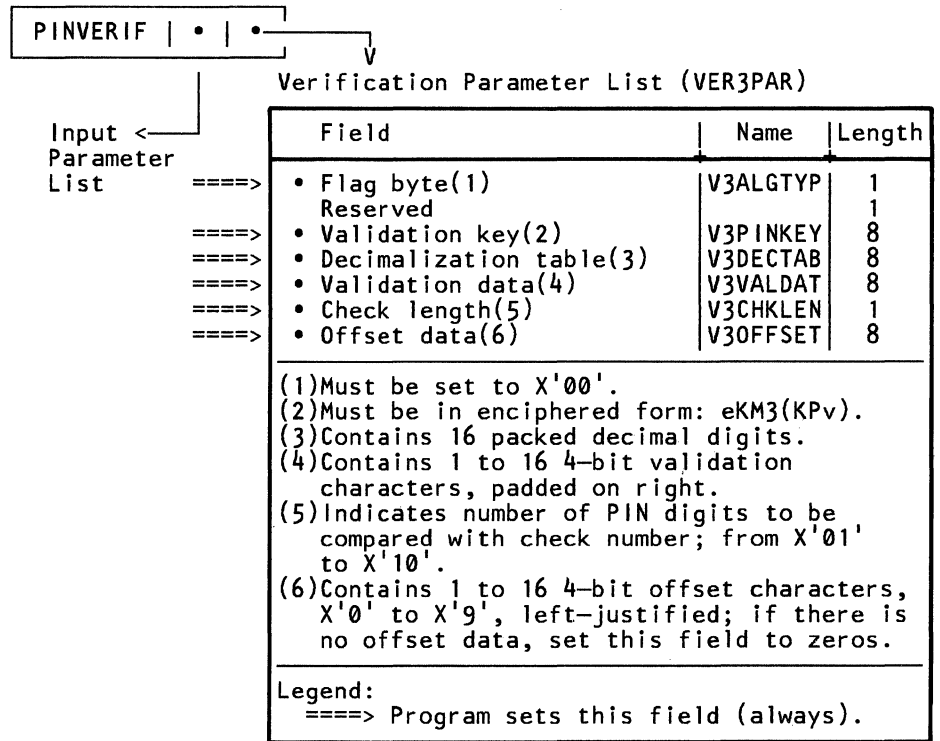 PINVERIF | • | •
V
Verification Parameter List (VER3PAR)
Input <
Parameter
List
Field | Name | Length
====> • Flag byte(1) |V3ALGTYP| 1
Reserved | | 1
====> • Validation key(2) |V3PINKEY| 8
====> • Decimalization table(3) |V3DECTAB| 8
====> • Validation data(4) |V3VALDAT| 8
====> • Check length(5) |V3CHKLEN| 1
====> • Offset data(6) |V3OFFSET| 8
(1)Must be set to X'00'.
(2)Must be in enciphered form: eKM3(KPv).
(3)Contains 16 packed decimal digits.
(4)Contains 1 to 16 4-bit validation
characters, padded on right.
(5)Indicates number of PIN digits to be
compared with check number; from X'01'
to X'10'.
(6)Contains 1 to 16 4-bit offset characters,
X'0' to X'9', left-justified; if there is
no offset data, set this field to zeros.
Legend:
====> Program sets this field (always).